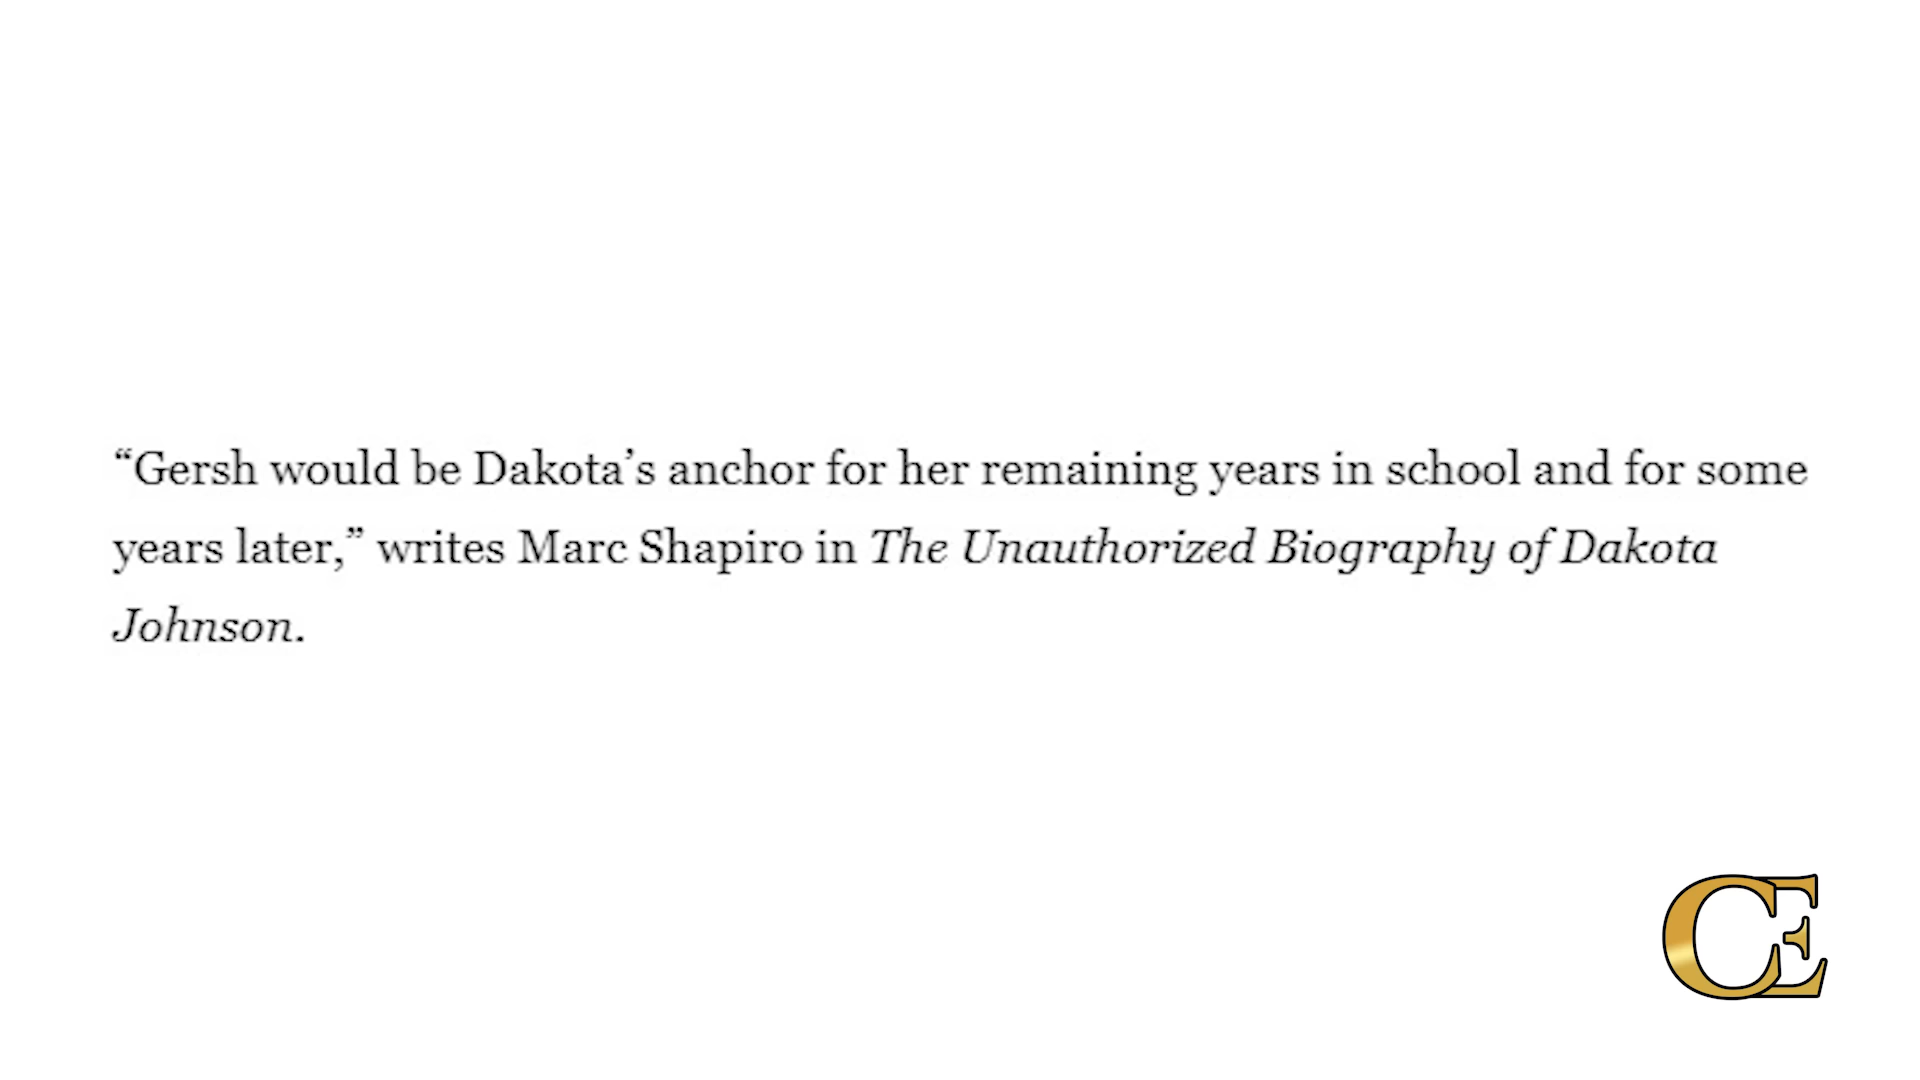 “Gersh would be Dakota’s anchor for her remaining years in school and for some
years later,” writes Marc Shapiro in The Unauthorized Biography of Dakota
Johnson.
CE